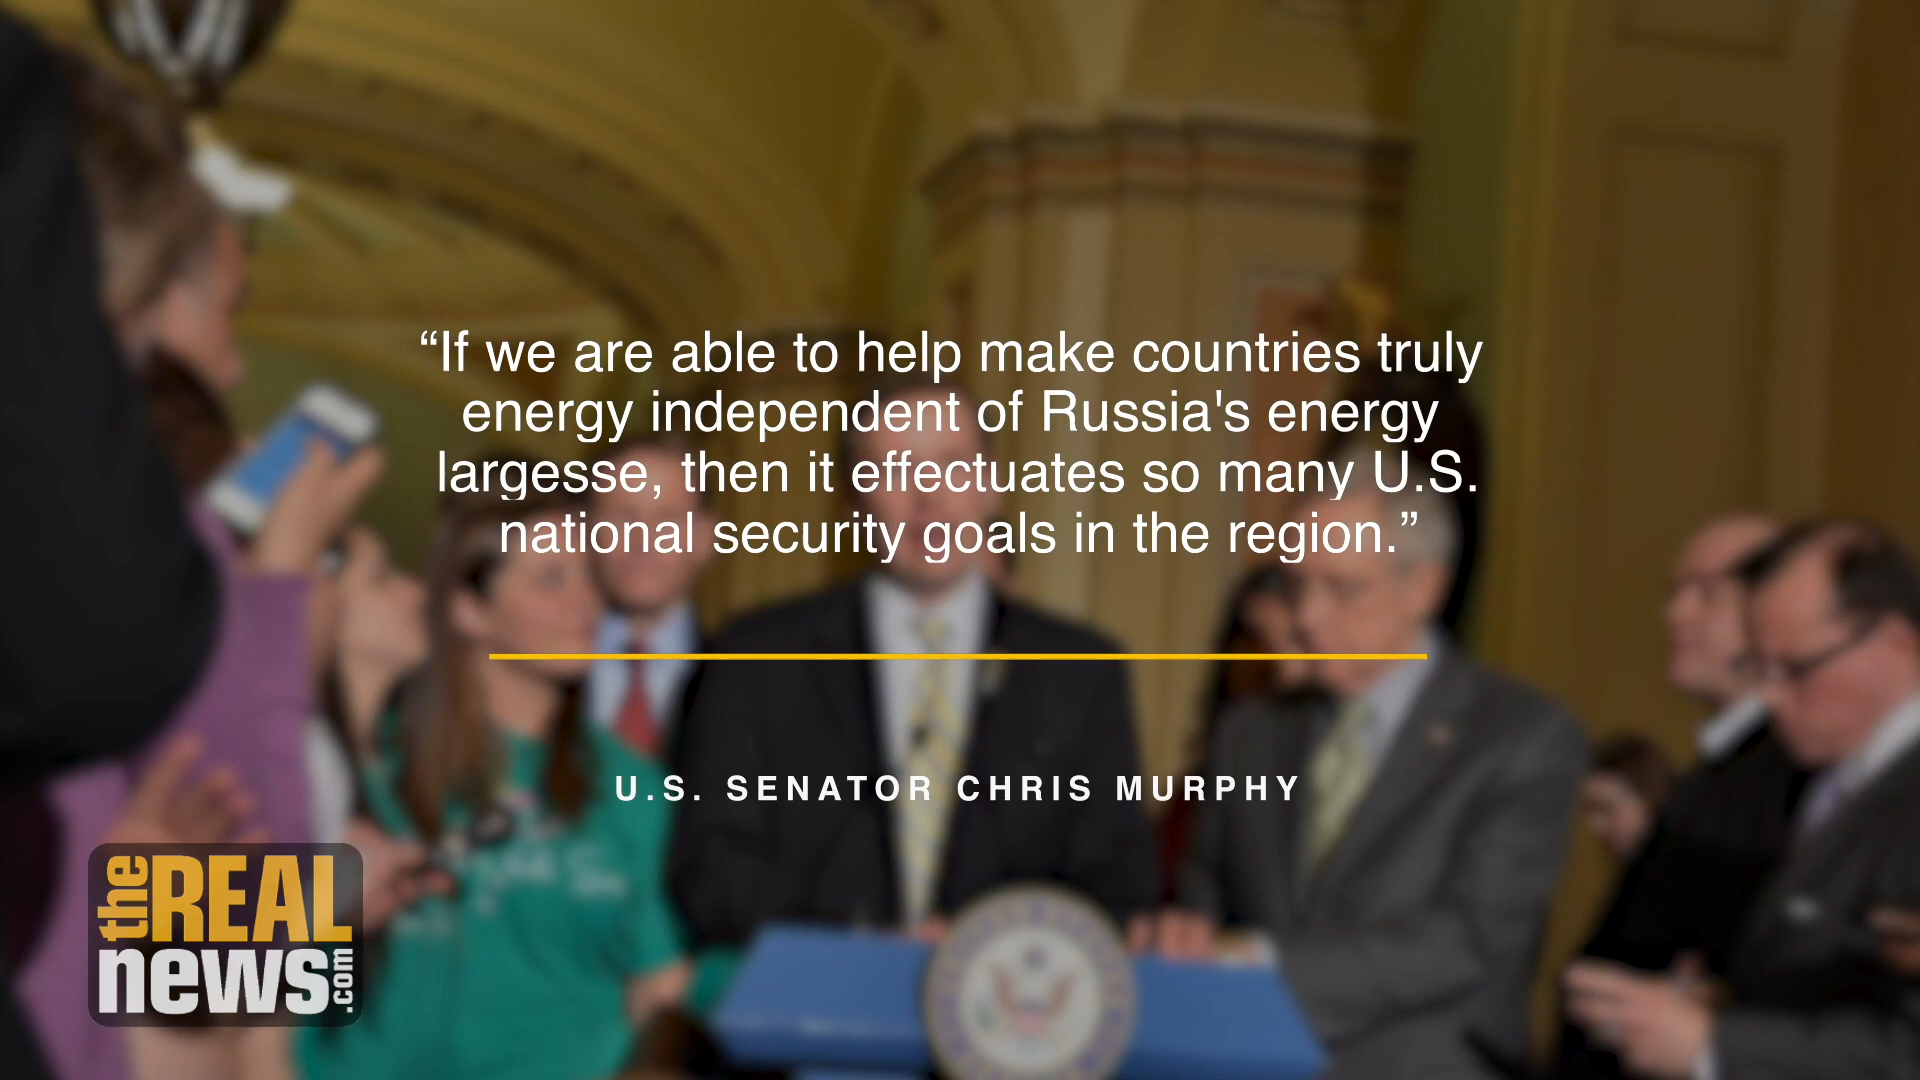 “If we are able to help make countries truly
energy independent of Russia's energy
largesse, then it effectuates so many U.S.
national security goals in the region.”
U.S. SENATOR CHRIS MURPHY
the REAL
news.com